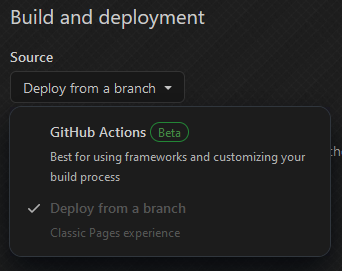 Build and deployment
Source
Deploy from a branch
GitHub Actions Beta
Best for using frameworks and customizing your
build process
Deploy from a branch
Classic Pages experience